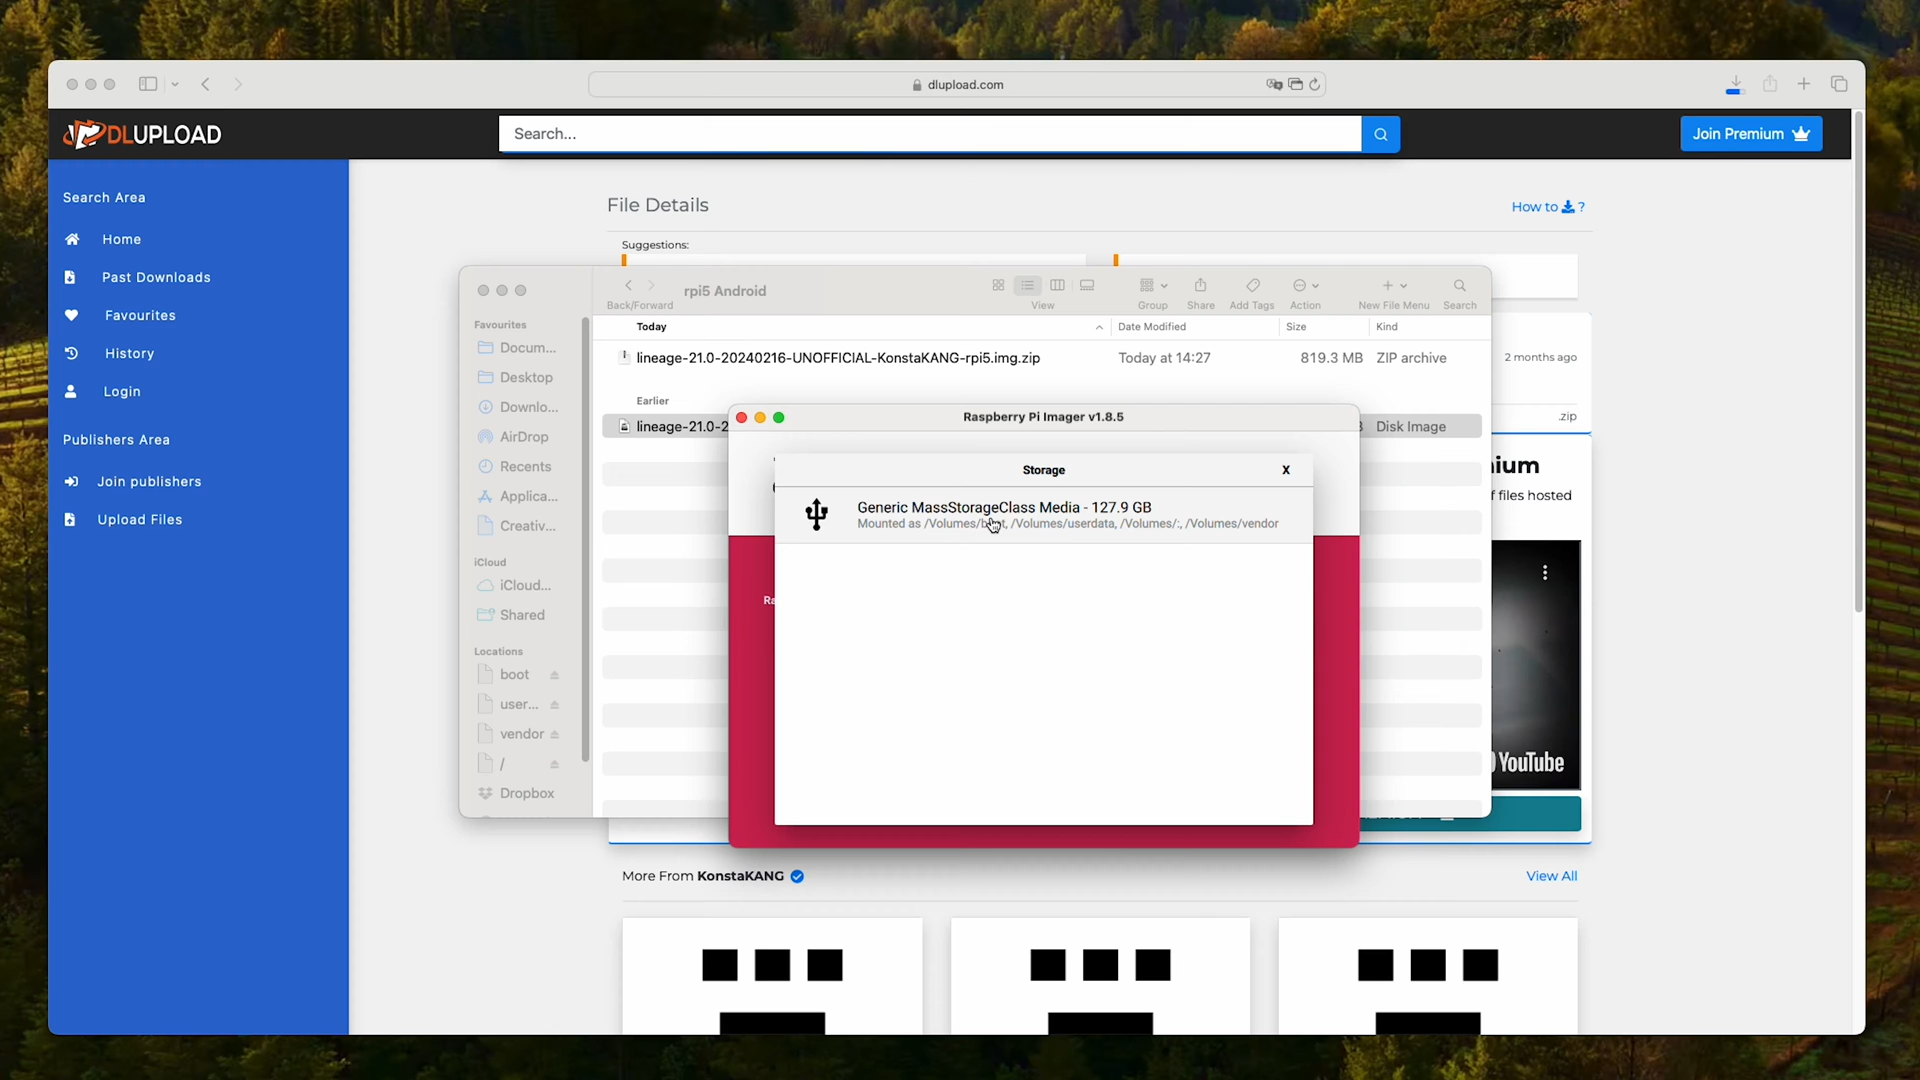 dlupload.com
DLUPLOAD
Search...
Join Premium
Search Area
Home
Past Downloads
Favourites
History
Login
Publishers Area
Join publishers
Upload Files
File Details
How to ?
Suggestions:
rpi5 Android
Back/Forward
View
Group
Share
Add Tags
Action
New File Menu
Search
Favourites
Docum...
Desktop
Downlo...
AirDrop
Recents
Applica...
Creativ...
iCloud
iCloud...
Shared
Locations
boot
user...
vendor
/
Dropbox
Today
Date Modified
Size
Kind
lineage-21.0-20240216-UNOFFICIAL-KonstaKANG-rpi5.img.zip
Today at 14:27
819.3 MB
ZIP archive
Earlier
lineage-21.0-2
Disk Image
2 months ago
.zip
ium
f files hosted
YouTube
Raspberry Pi Imager v1.8.5
Storage
X
Generic MassStorageClass Media - 127.9 GB
Mounted as /Volumes/boot, /Volumes/userdata, /Volumes/:, /Volumes/vendor
Ra
More From KonstaKANG
View All